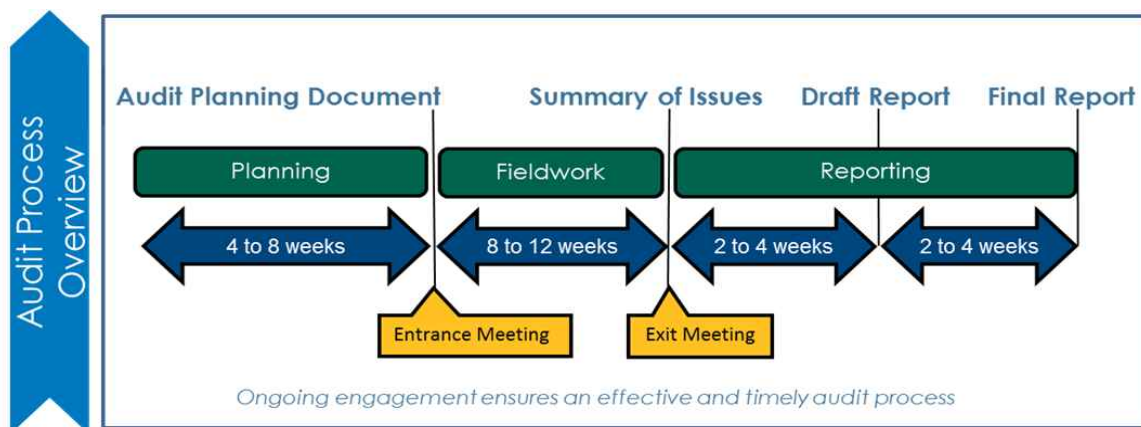 Audit Process
Overview
Audit Planning Document
Summary of Issues
Draft Report
Final Report
Planning
Fieldwork
Reporting
4 to 8 weeks
8 to 12 weeks
2 to 4 weeks
2 to 4 weeks
Entrance Meeting
Exit Meeting
Ongoing engagement ensures an effective and timely audit process